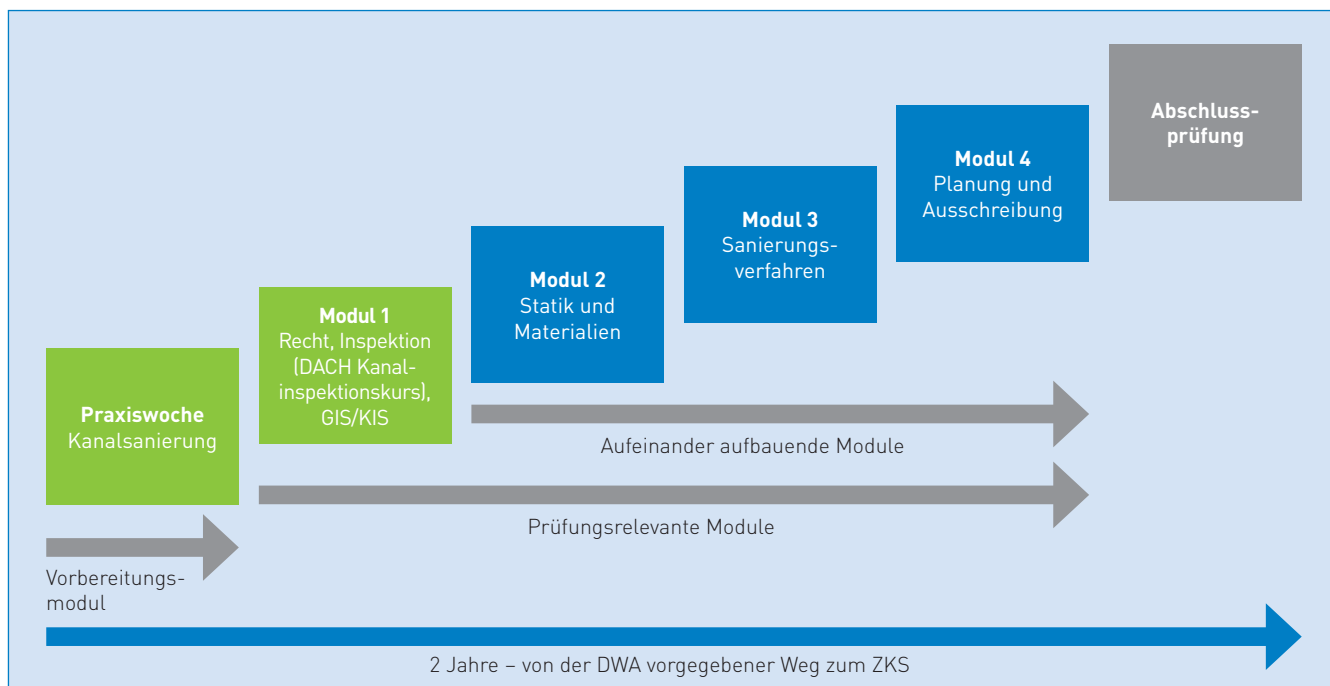 Abschluss-
prüfung
Modul 4
Planung und
Ausschreibung
Modul 3
Sanierungs-
verfahren
Modul 2
Statik und
Materialien
Modul 1
Recht, Inspektion
(DACH Kanal-
inspektionskurs),
GIS/KIS
Praxiswoche
Kanalsanierung
Aufeinander aufbauende Module
Prüfungsrelevante Module
Vorbereitungs-
modul
2 Jahre – von der DWA vorgegebener Weg zum ZKS